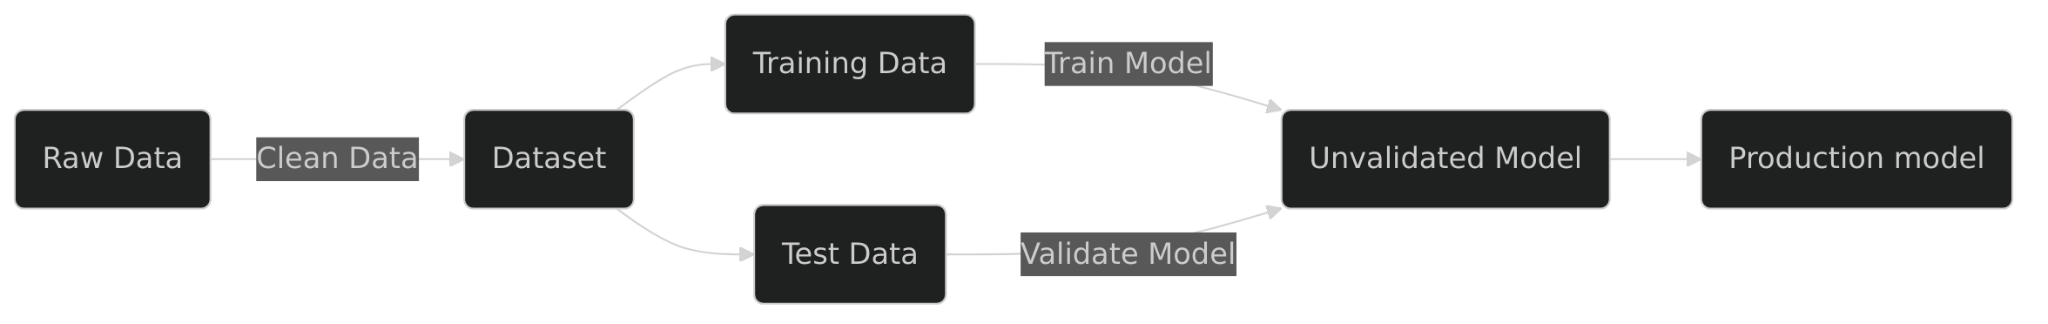 Raw Data
Clean Data
Dataset
Training Data
Train Model
Test Data
Validate Model
Unvalidated Model
Production model